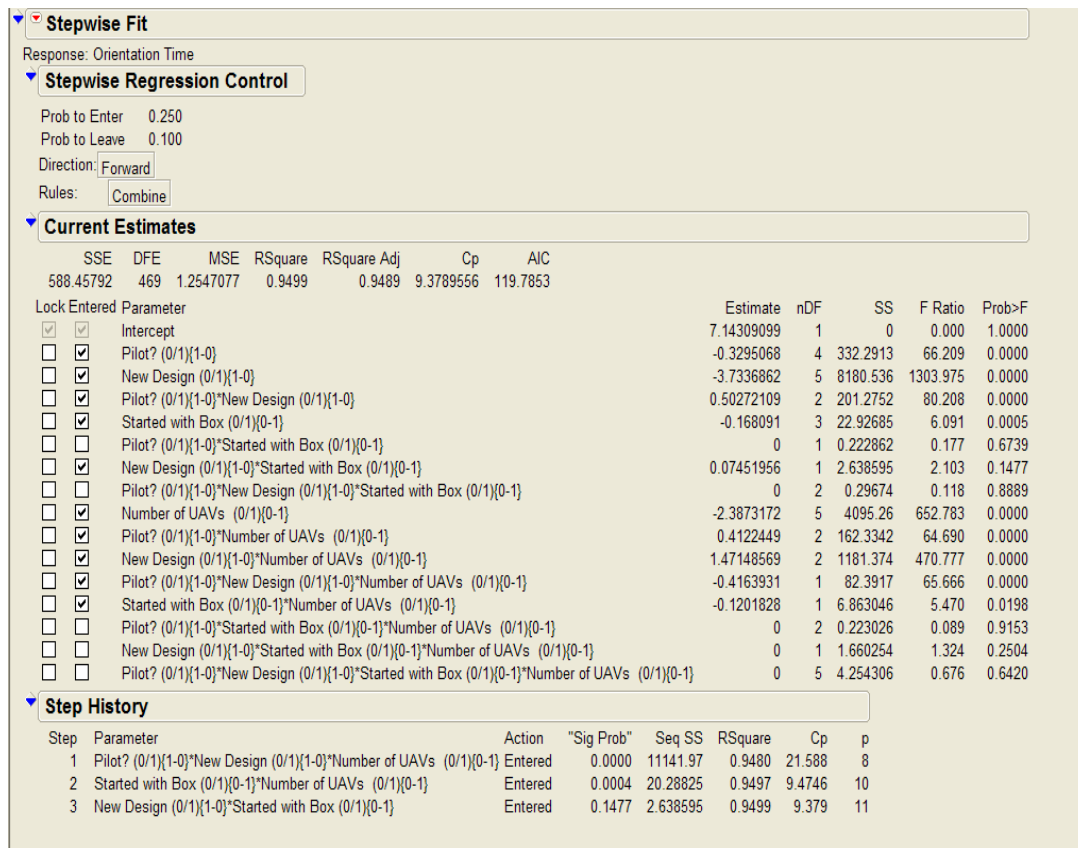 Stepwise Fit
Response: Orientation Time
Stepwise Regression Control
Prob to Enter 0.250
Prob to Leave 0.100
Direction: Forward
Rules: Combine
Current Estimates
SSE DFE MSE RSquare RSquare Adj Cp AIC
588.45792 469 1.2547077 0.9499 0.9489 9.3789556 119.7853
Lock Entered Parameter Estimate nDF SS F Ratio Prob>F
Intercept 7.14309099 1 0 0.000 1.0000
Pilot? (0/1){1-0} -0.3295068 4 332.2913 66.209 0.0000
New Design (0/1){1-0} -3.7336862 5 8180.536 1303.975 0.0000
Pilot? (0/1){1-0}*New Design (0/1){1-0} 0.50272109 2 201.2752 80.208 0.0000
Started with Box (0/1){0-1} -0.168091 3 22.92685 6.091 0.0005
Pilot? (0/1){1-0}*Started with Box (0/1){0-1} 0 1 0.222862 0.177 0.6739
New Design (0/1){1-0}*Started with Box (0/1){0-1} 0.07451956 1 2.638595 2.103 0.1477
Pilot? (0/1){1-0}*New Design (0/1){1-0}*Started with Box (0/1){0-1} 0 2 0.29674 0.118 0.8889
Number of UAVs (0/1){0-1} -2.3873172 5 4095.26 652.783 0.0000
Pilot? (0/1){1-0}*Number of UAVs (0/1){0-1} 0.4122449 2 162.3342 64.690 0.0000
New Design (0/1){1-0}*Number of UAVs (0/1){0-1} 1.47148569 2 1181.374 470.777 0.0000
Pilot? (0/1){1-0}*New Design (0/1){1-0}*Number of UAVs (0/1){0-1} -0.4163931 1 82.3917 65.666 0.0000
Started with Box (0/1){0-1}*Number of UAVs (0/1){0-1} -0.1201828 1 6.863046 5.470 0.0198
Pilot? (0/1){1-0}*Started with Box (0/1){0-1}*Number of UAVs (0/1){0-1} 0 2 0.223026 0.089 0.9153
New Design (0/1){1-0}*Started with Box (0/1){0-1}*Number of UAVs (0/1){0-1} 0 1 1.660254 1.324 0.2504
Pilot? (0/1){1-0}*New Design (0/1){1-0}*Started with Box (0/1){0-1}*Number of UAVs (0/1){0-1} 0 5 4.254306 0.676 0.6420
Step History
Step Parameter Action "Sig Prob" Seq SS RSquare Cp p
1 Pilot? (0/1){1-0}*New Design (0/1){1-0}*Number of UAVs (0/1){0-1} Entered 0.0000 11141.97 0.9480 21.588 8
2 Started with Box (0/1){0-1}*Number of UAVs (0/1){0-1} Entered 0.0004 20.28825 0.9497 9.4746 10
3 New Design (0/1){1-0}*Started with Box (0/1){0-1} Entered 0.1477 2.638595 0.9499 9.379 11